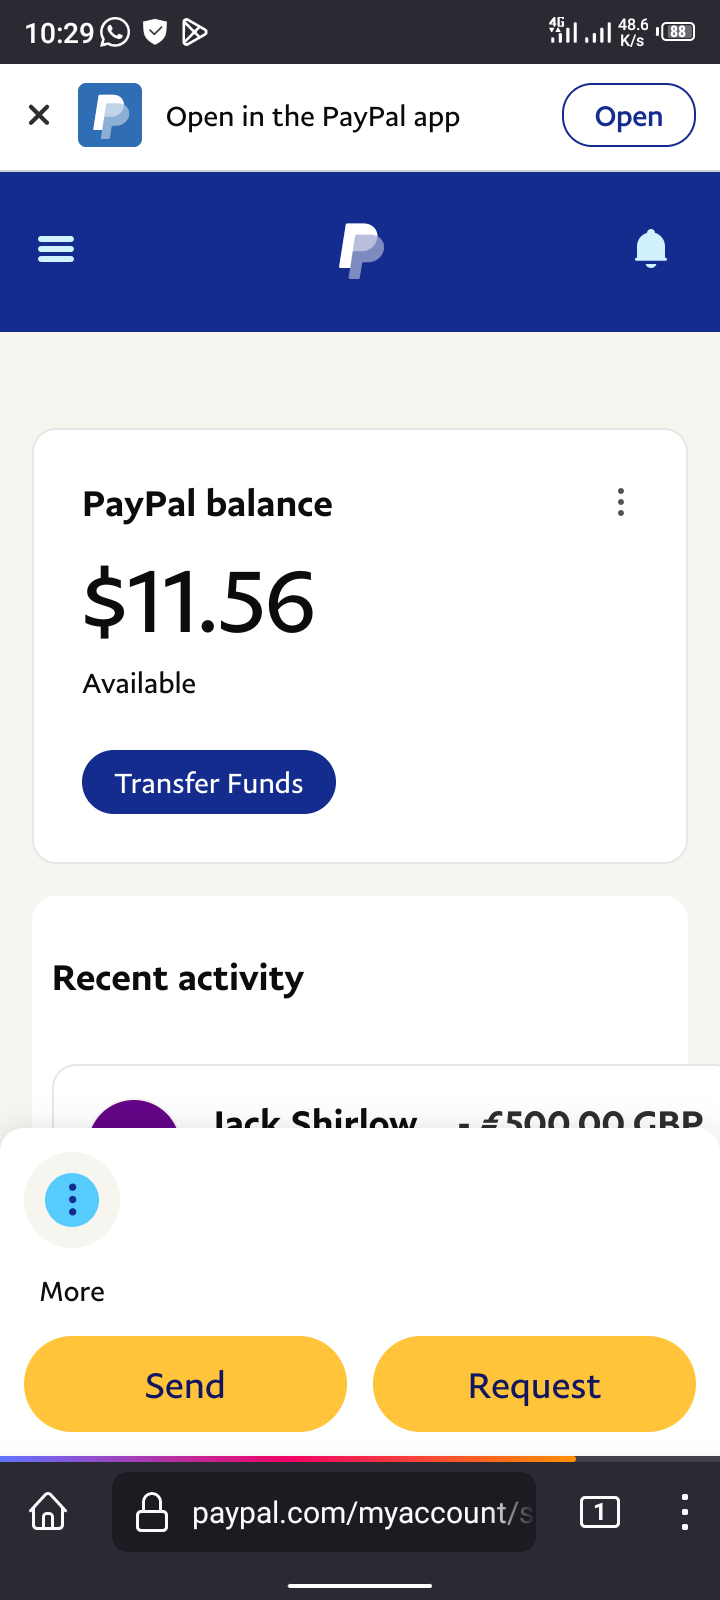 10:29
4G 48.6 K/s 88
Open in the PayPal app
Open
PayPal balance
$11.56
Available
Transfer Funds
Recent activity
Jack Shirlow - £500.00 GBP
More
Send Request
paypal.com/myaccount/s
1